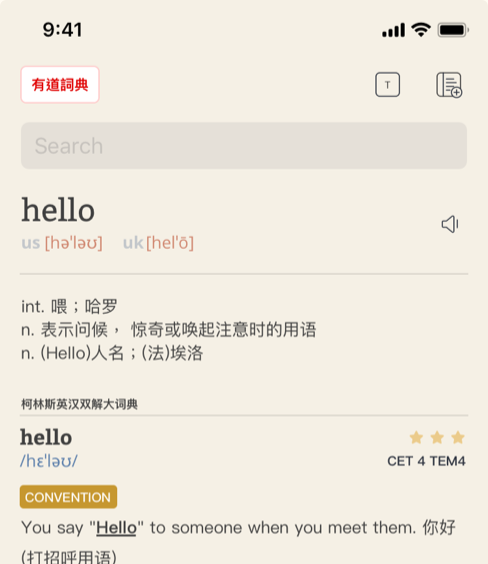 9:41
有道詞典
T
Search
hello
us [həˈləʊ] uk[helˈō]
int. 喂；哈罗
n. 表示问候， 惊奇或唤起注意时的用语
n. (Hello)人名；(法)埃洛
柯林斯英汉双解大词典
hello
/hɛˈləʊ/
CET 4 TEM4
CONVENTION
You say "Hello" to someone when you meet them. 你好
(打招呼用语)